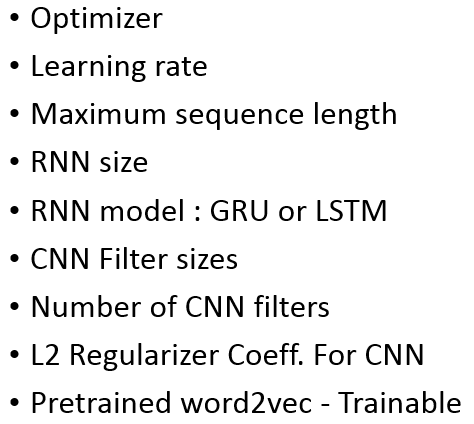 • Optimizer
• Learning rate
• Maximum sequence length
• RNN size
• RNN model : GRU or LSTM
• CNN Filter sizes
• Number of CNN filters
• L2 Regularizer Coeff. For CNN
• Pretrained word2vec - Trainable